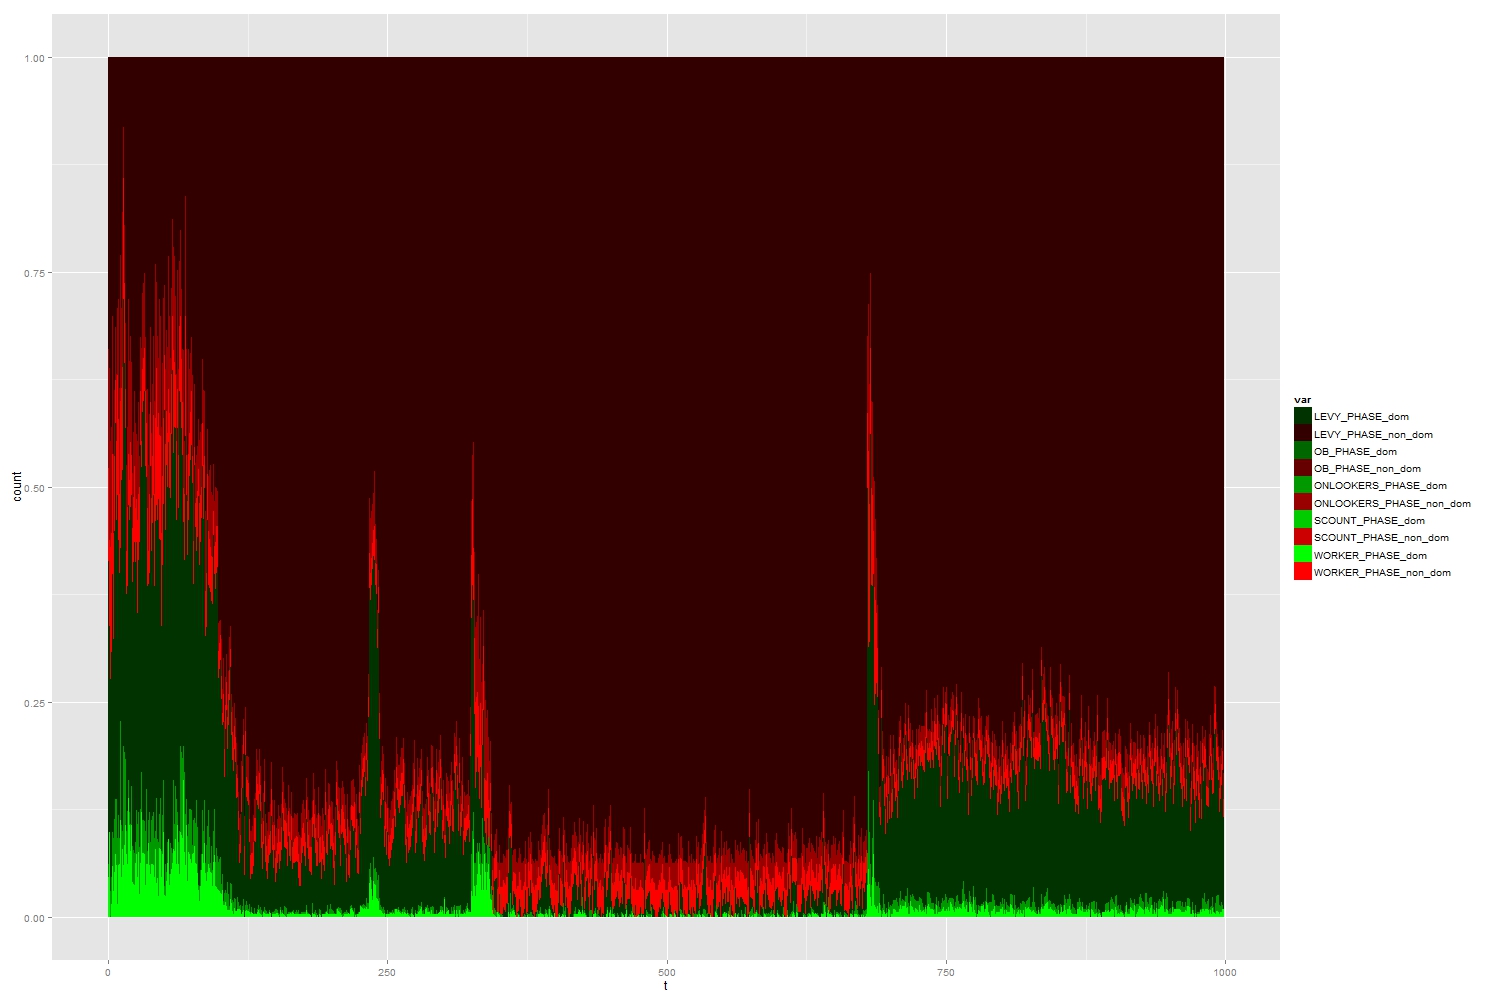 1.00
0.75
0.50
0.25
0.00
count
0
250
500
750
1000
t
var
LEVY_PHASE_dom
LEVY_PHASE_non_dom
OB_PHASE_dom
OB_PHASE_non_dom
ONLOOKERS_PHASE_dom
ONLOOKERS_PHASE_non_dom
SCOUNT_PHASE_dom
SCOUNT_PHASE_non_dom
WORKER_PHASE_dom
WORKER_PHASE_non_dom